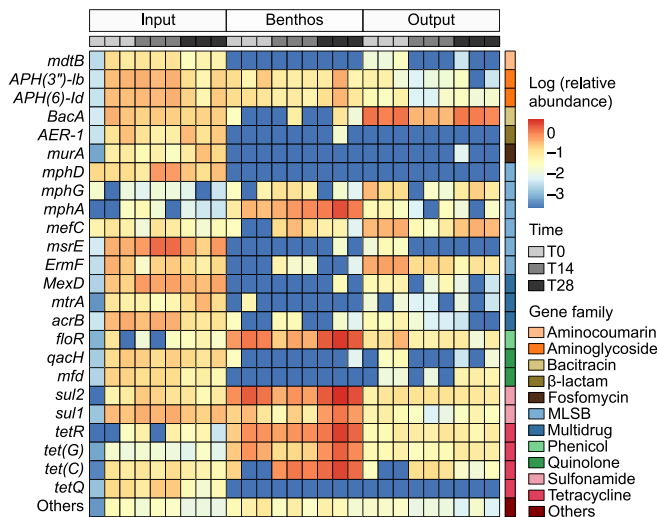 Input Benthos Output
mdtB
APH(3")-Ib
APH(6)-Id
BacA
AER-1
murA
mphD
mphG
mphA
mefC
msrE
ErmF
MexD
mtrA
acrB
floR
qacH
mfd
sul2
sul1
tetR
tet(G)
tet(C)
tetQ
Others
Log (relative
abundance)
0
−1
−2
−3
Time
T0
T14
T28
Gene family
Aminocoumarin
Aminoglycoside
Bacitracin
β-lactam
Fosfomycin
MLSB
Multidrug
Phenicol
Quinolone
Sulfonamide
Tetracycline
Others